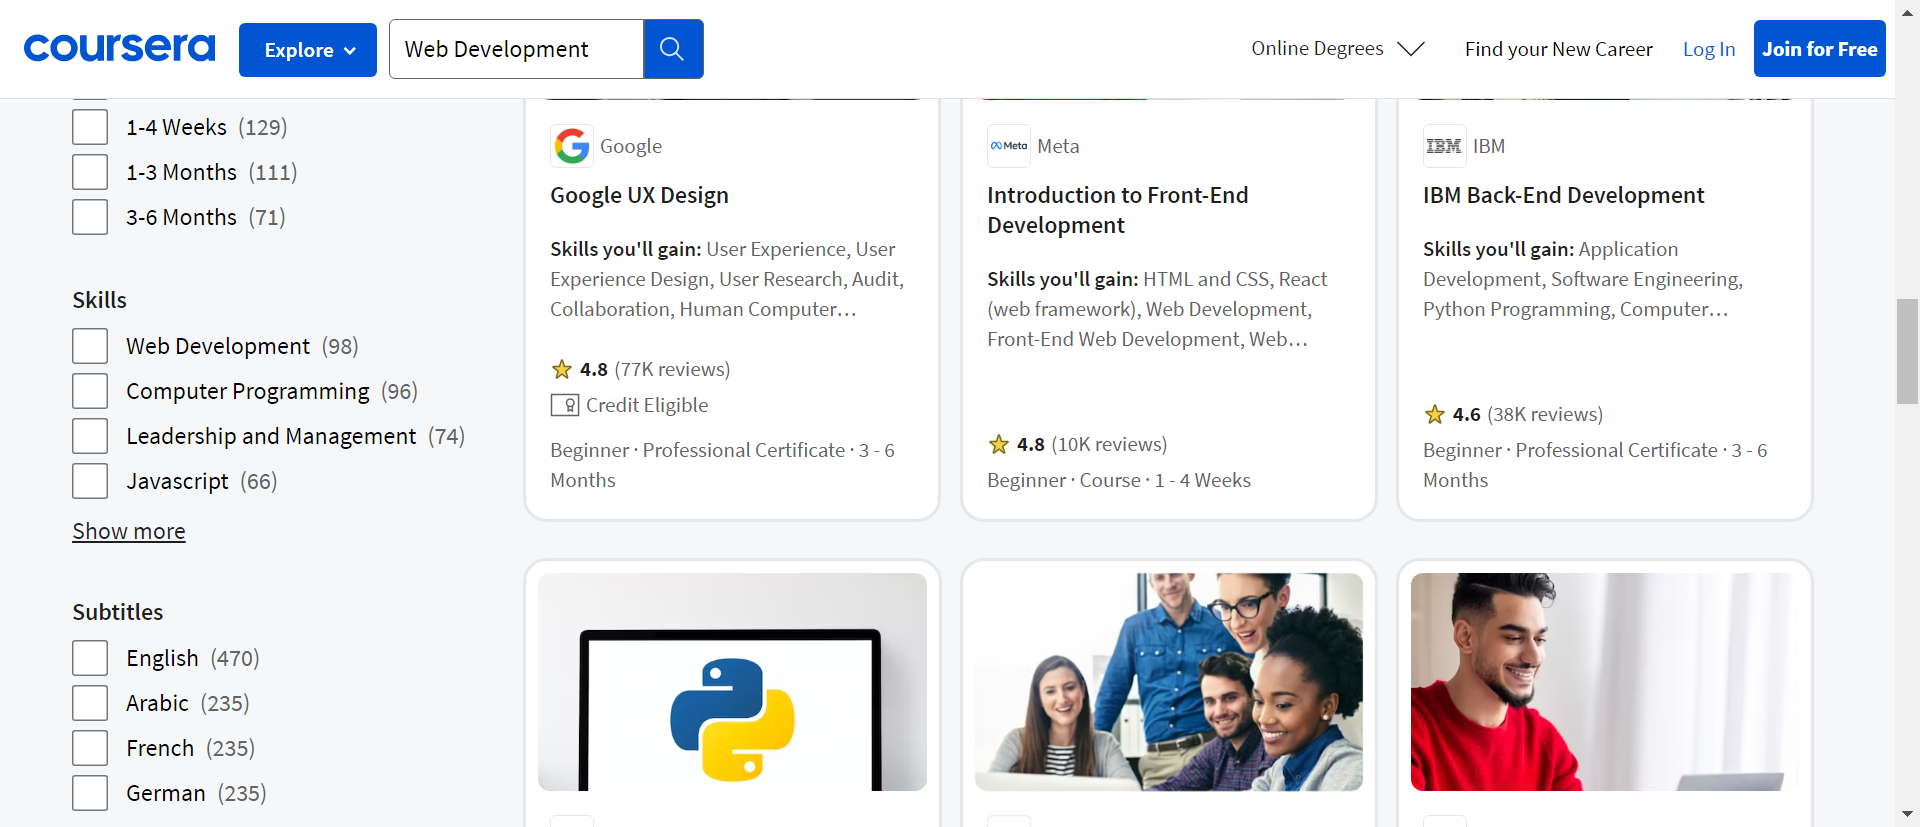 coursera
Explore
Web Development
Online Degrees
Find your New Career
Log In
Join for Free
1-4 Weeks (129)
1-3 Months (111)
3-6 Months (71)
Skills
Web Development (98)
Computer Programming (96)
Leadership and Management (74)
Javascript (66)
Show more
Subtitles
English (470)
Arabic (235)
French (235)
German (235)
Google
Google UX Design
Skills you'll gain: User Experience, User
Experience Design, User Research, Audit,
Collaboration, Human Computer...
4.8 (77K reviews)
Credit Eligible
Beginner · Professional Certificate · 3 - 6
Months
Meta
Meta
Introduction to Front-End
Development
Skills you'll gain: HTML and CSS, React
(web framework), Web Development,
Front-End Web Development, Web...
4.8 (10K reviews)
Beginner · Course · 1 - 4 Weeks
IBM
IBM
IBM Back-End Development
Skills you'll gain: Application
Development, Software Engineering,
Python Programming, Computer...
4.6 (38K reviews)
Beginner · Professional Certificate · 3 - 6
Months